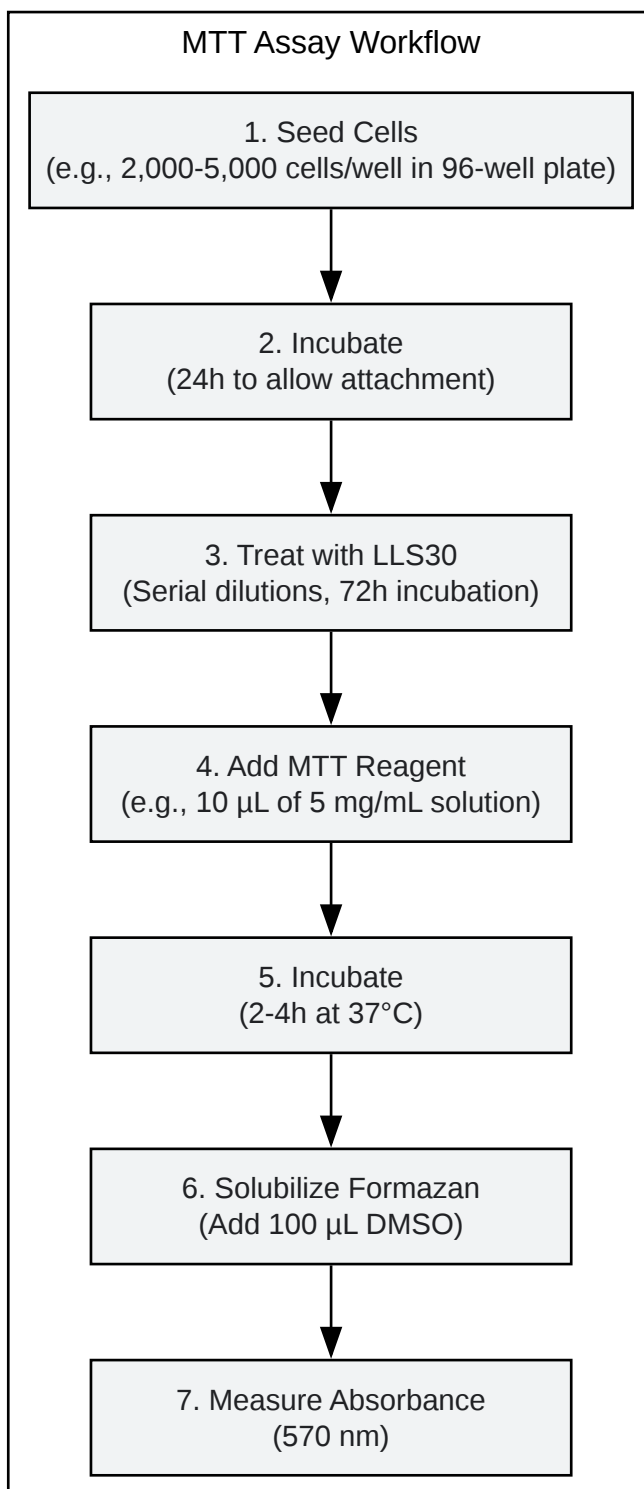 MTT Assay Workflow
1. Seed Cells
(e.g., 2,000-5,000 cells/well in 96-well plate)
2. Incubate
(24h to allow attachment)
3. Treat with LLS30
(Serial dilutions, 72h incubation)
4. Add MTT Reagent
(e.g., 10 µL of 5 mg/mL solution)
5. Incubate
(2-4h at 37°C)
6. Solubilize Formazan
(Add 100 µL DMSO)
7. Measure Absorbance
(570 nm)